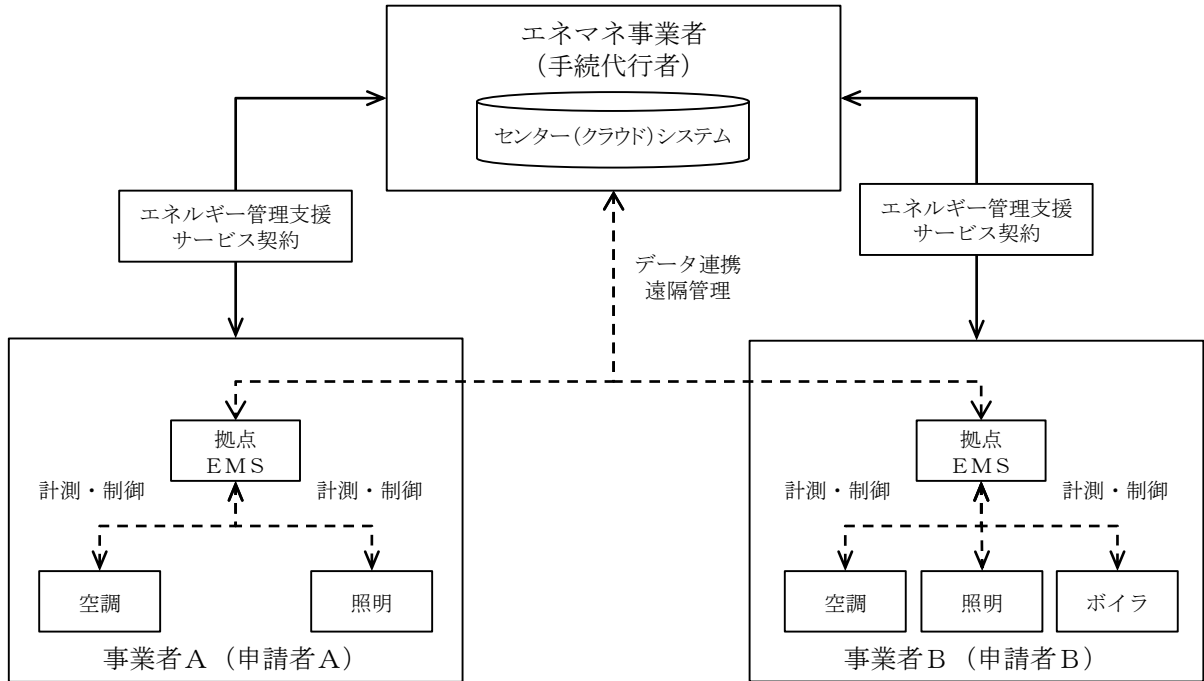 エネマネ事業者
(手続代行者)
センター(クラウド)システム
エネルギー管理支援
サービス契約
エネルギー管理支援
サービス契約
データ連携
遠隔管理
拠点
ＥＭＳ
計測・制御
計測・制御
空調
照明
事業者Ａ（申請者Ａ）
拠点
ＥＭＳ
計測・制御
計測・制御
空調
照明
ボイラ
事業者Ｂ（申請者Ｂ）